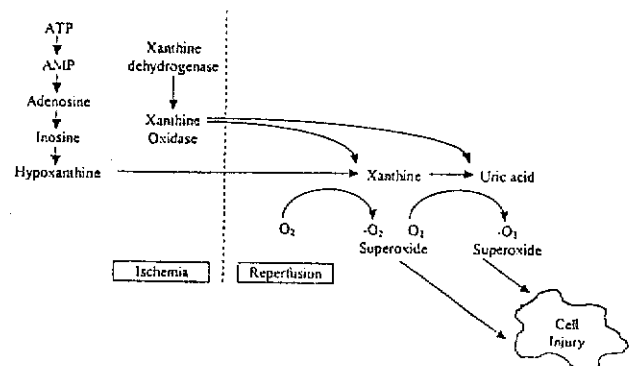 ATP
AMP
Adenosine
Inosine
Hypoxanthine
Xanthine
dehydrogenase
Xanthine
Oxidase
Xanthine
Uric acid
O₂
·O₂
Superoxide
O₂
·O₂
Superoxide
Ischemia
Reperfusion
Cell
Injury